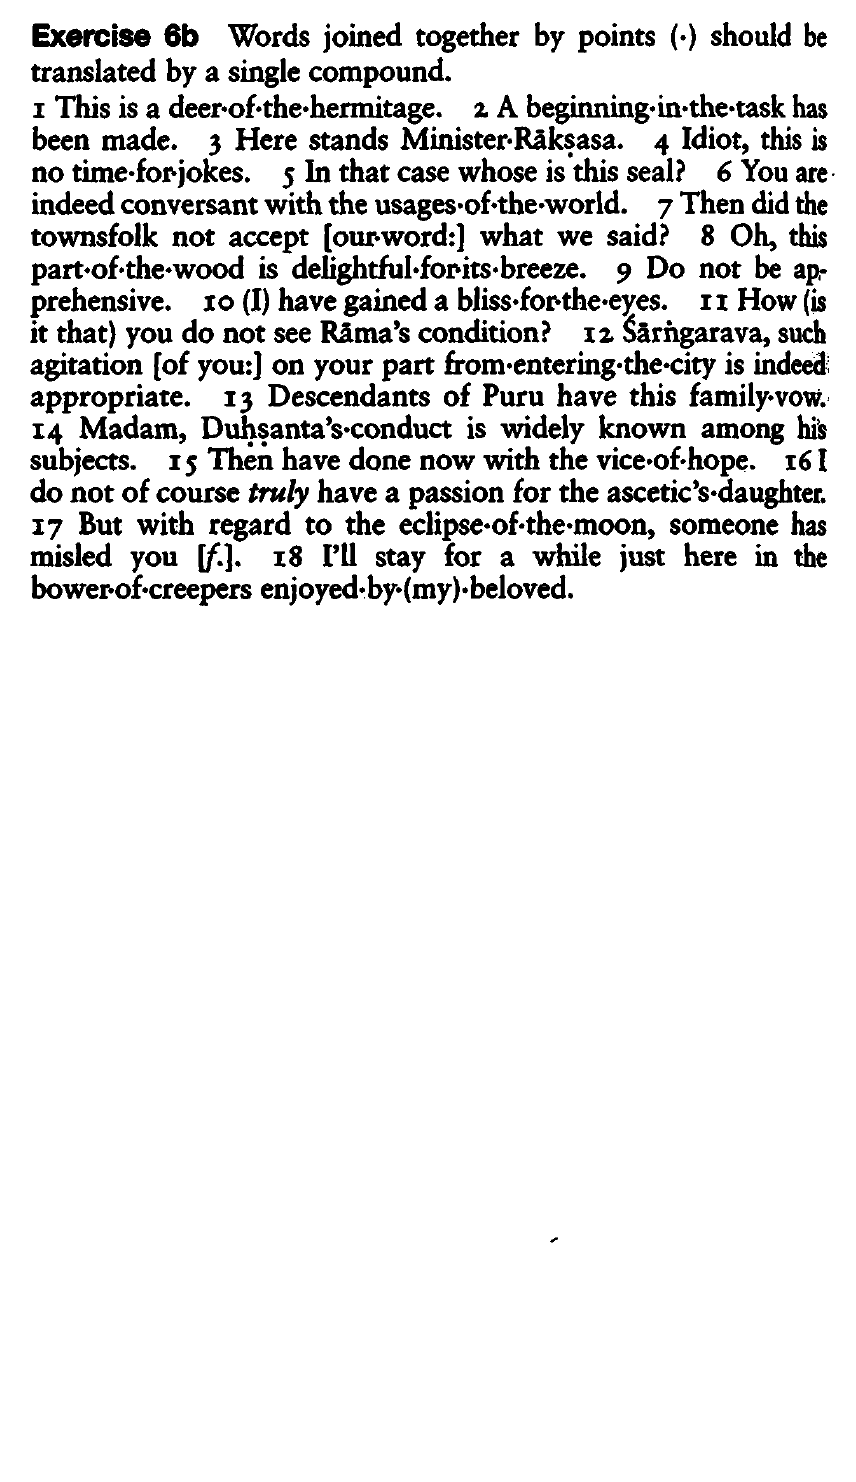 Exercise 6b Words joined together by points (·) should be
translated by a single compound.
1 This is a deer·of·the·hermitage. 2 A beginning·in·the·task has
been made. 3 Here stands Minister·Rākṣasa. 4 Idiot, this is
no time·for·jokes. 5 In that case whose is this seal? 6 You are
indeed conversant with the usages·of·the·world. 7 Then did the
townsfolk not accept [our·word:] what we said? 8 Oh, this
part·of·the·wood is delightful·for·its·breeze. 9 Do not be ap-
prehensive. 10 (I) have gained a bliss·for·the·eyes. 11 How (is
it that) you do not see Rāma's condition? 12 Śārṅgarava, such
agitation [of you:] on your part from·entering·the·city is indeed
appropriate. 13 Descendants of Puru have this family·vow.
14 Madam, Duḥṣanta's·conduct is widely known among his
subjects. 15 Then have done now with the vice·of·hope. 16 I
do not of course truly have a passion for the ascetic's·daughter.
17 But with regard to the eclipse·of·the·moon, someone has
misled you [f.]. 18 I'll stay for a while just here in the
bower·of·creepers enjoyed·by·(my)·beloved.